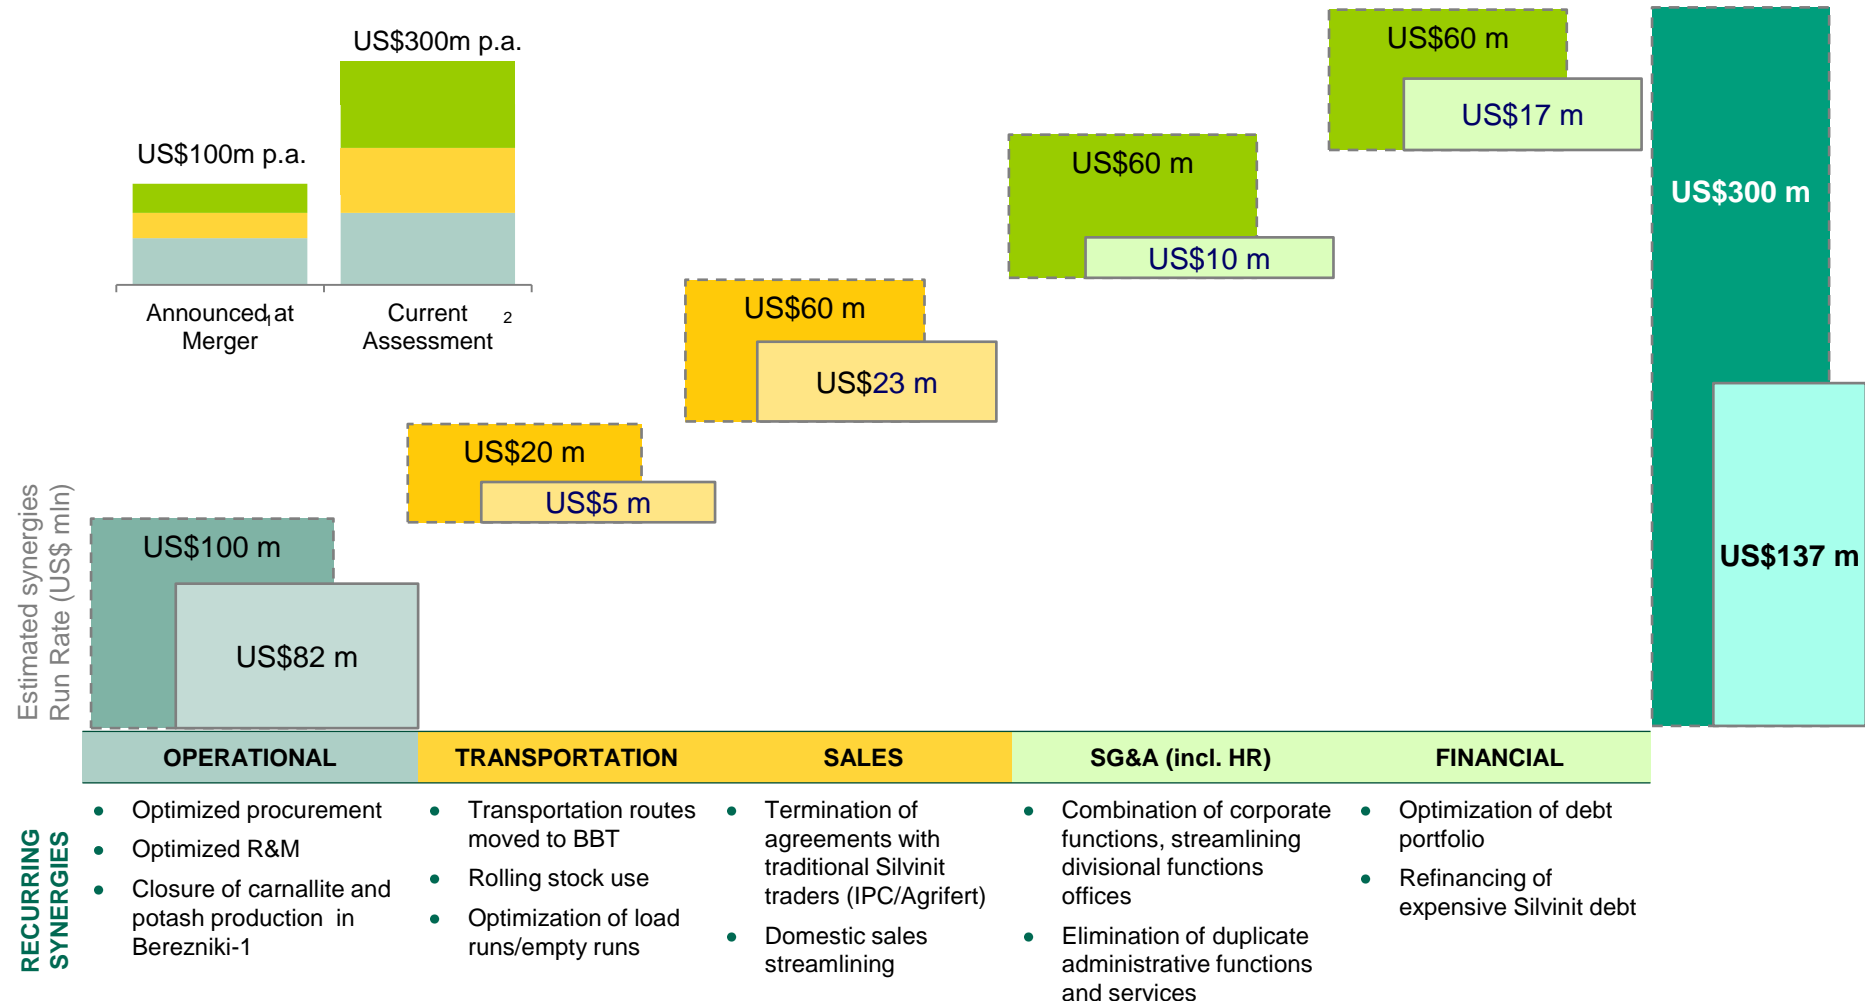 US$300m p.a.
US$100m p.a.
Announced1 at
Merger
Current 2
Assessment
Estimated synergies
Run Rate (US$ mln)
US$100 m
US$82 m
US$20 m
US$5 m
US$60 m
US$23 m
US$60 m
US$10 m
US$60 m
US$17 m
US$300 m
US$137 m
OPERATIONAL
TRANSPORTATION
SALES
SG&A (incl. HR)
FINANCIAL
RECURRING
SYNERGIES
• Optimized procurement
• Optimized R&M
• Closure of carnallite and
potash production in
Berezniki-1
• Transportation routes
moved to BBT
• Rolling stock use
• Optimization of load
runs/empty runs
• Termination of
agreements with
traditional Silvinit
traders (IPC/Agrifert)
• Domestic sales
streamlining
• Combination of corporate
functions, streamlining
divisional functions
offices
• Elimination of duplicate
administrative functions
and services
• Optimization of debt
portfolio
• Refinancing of
expensive Silvinit debt